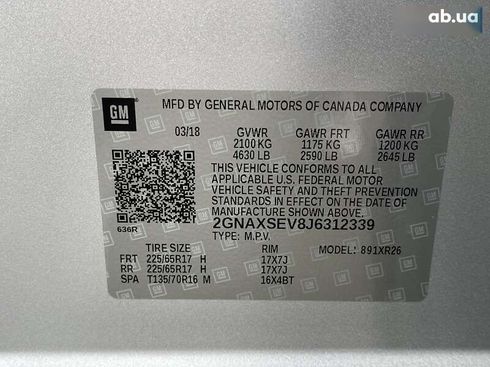 ab.ua
GM
MFD BY GENERAL MOTORS OF CANADA COMPANY
03/18 GVWR GAWR FRT GAWR RR
2100 KG 1175 KG 1200 KG
4630 LB 2590 LB 2645 LB
THIS VEHICLE CONFORMS TO ALL
APPLICABLE U.S. FEDERAL MOTOR
VEHICLE SAFETY AND THEFT PREVENTION
STANDARDS IN EFFECT ON THE DATE OF
MANUFACTURE SHOWN ABOVE.
636R 2GNAXSEV8J6312339
TYPE: M.P.V. MODEL: 891XR26
TIRE SIZE RIM
FRT 225/65R17 H 17X7J
RR 225/65R17 H 17X7J
SPA T135/70R16 M 16X4BT